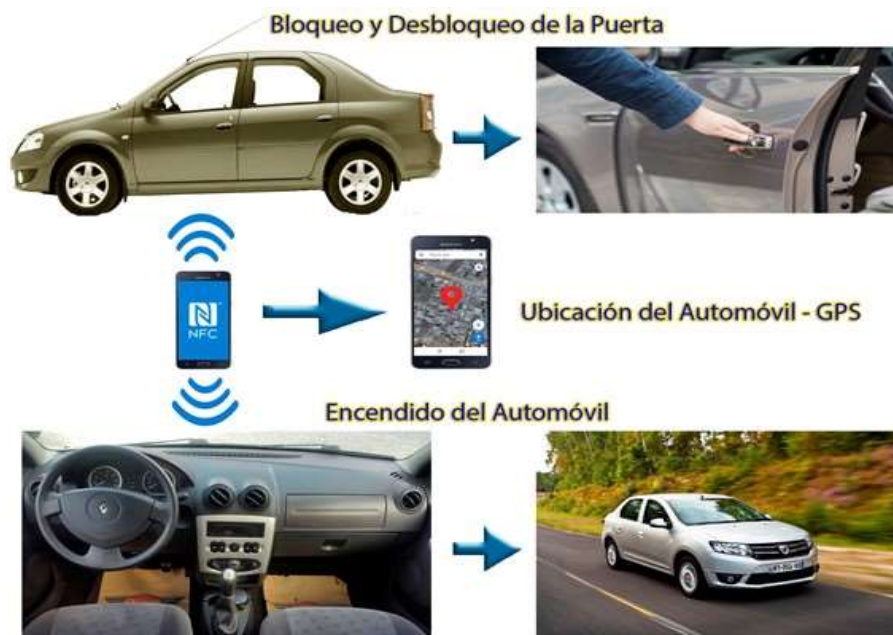 Bloqueo y Desbloqueo de la Puerta
NFC
Ubicación del Automóvil - GPS
Encendido del Automóvil